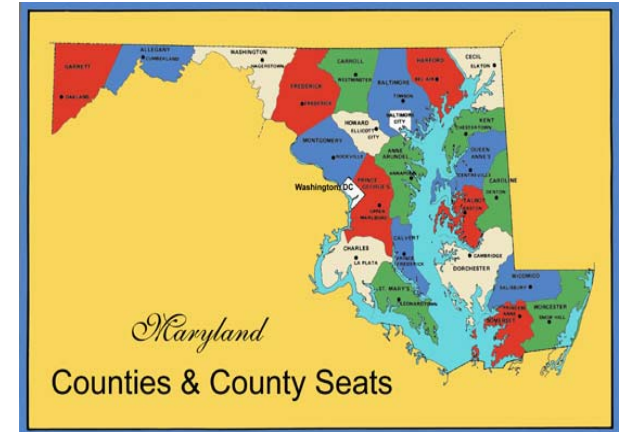 GARRETT
OAKLAND
ALLEGANY
CUMBERLAND
WASHINGTON
HAGERSTOWN
FREDERICK
FREDERICK
CARROLL
WESTMINSTER
BALTIMORE
TOWSON
HARFORD
BEL AIR
CECIL
ELKTON
HOWARD
ELLICOTT
CITY
BALTIMORE
CITY
KENT
CHESTERTOWN
MONTGOMERY
ROCKVILLE
ANNE
ARUNDEL
ANNAPOLIS
QUEEN
ANNE'S
CENTREVILLE
CAROLINE
DENTON
Washington DC
PRINCE
GEORGE'S
UPPER
MARLBORO
TALBOT
EASTON
CALVERT
PRINCE
FREDERICK
CHARLES
LA PLATA
CAMBRIDGE
DORCHESTER
ST. MARY'S
LEONARDTOWN
WICOMICO
SALISBURY
PRINCESS
ANNE
SOMERSET
WORCESTER
SNOW HILL
Maryland
Counties & County Seats